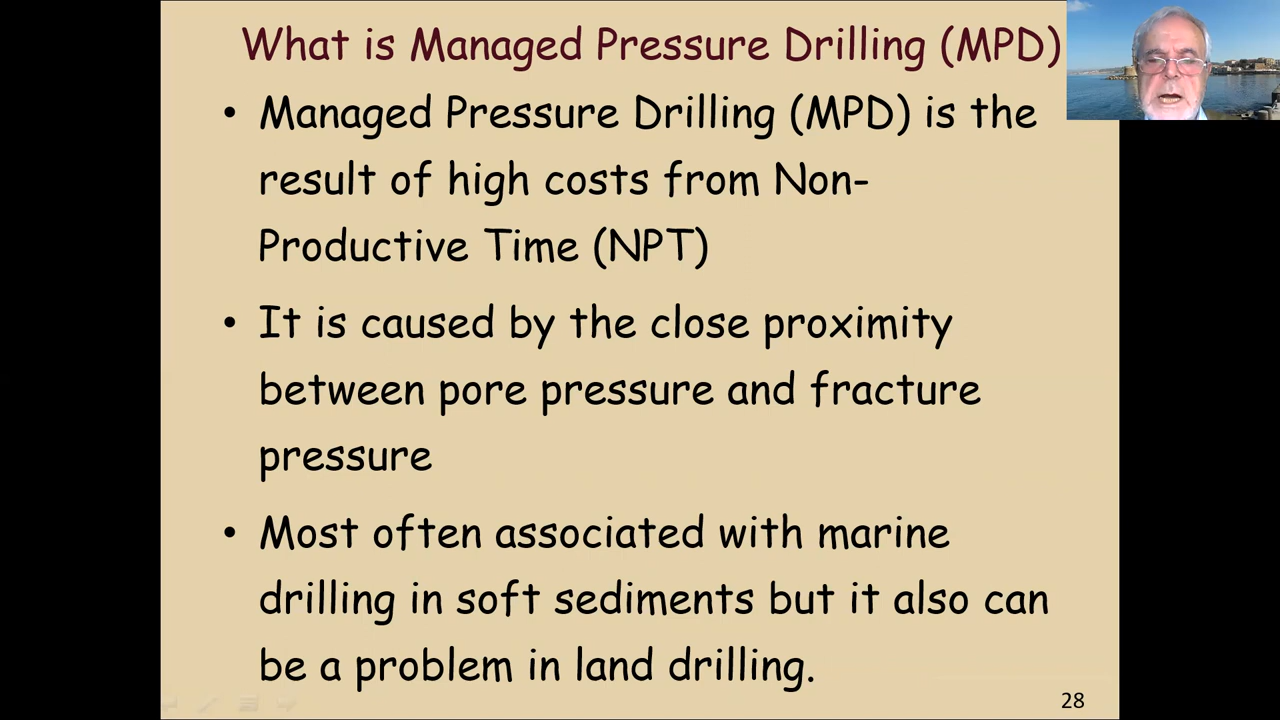 What is Managed Pressure Drilling (MPD)
• Managed Pressure Drilling (MPD) is the
result of high costs from Non-
Productive Time (NPT)
• It is caused by the close proximity
between pore pressure and fracture
pressure
• Most often associated with marine
drilling in soft sediments but it also can
be a problem in land drilling.
28